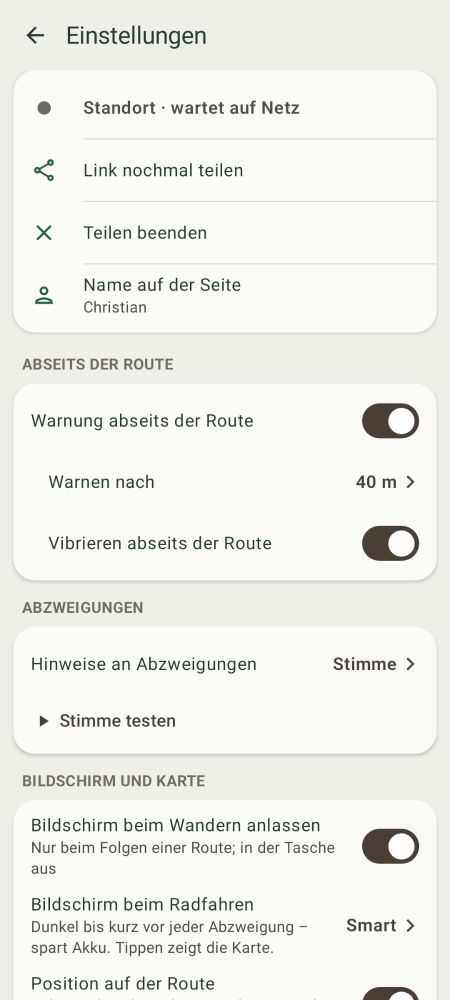 Einstellungen
Standort · wartet auf Netz
Link nochmal teilen
Teilen beenden
Name auf der Seite
Christian
ABSEITS DER ROUTE
Warnung abseits der Route
Warnen nach
40 m
Vibrieren abseits der Route
ABZWEIGUNGEN
Hinweise an Abzweigungen
Stimme
Stimme testen
BILDSCHIRM UND KARTE
Bildschirm beim Wandern anlassen
Nur beim Folgen einer Route; in der Tasche
aus
Bildschirm beim Radfahren
Dunkel bis kurz vor jeder Abzweigung –
spart Akku. Tippen zeigt die Karte.
Smart
Position auf der Route